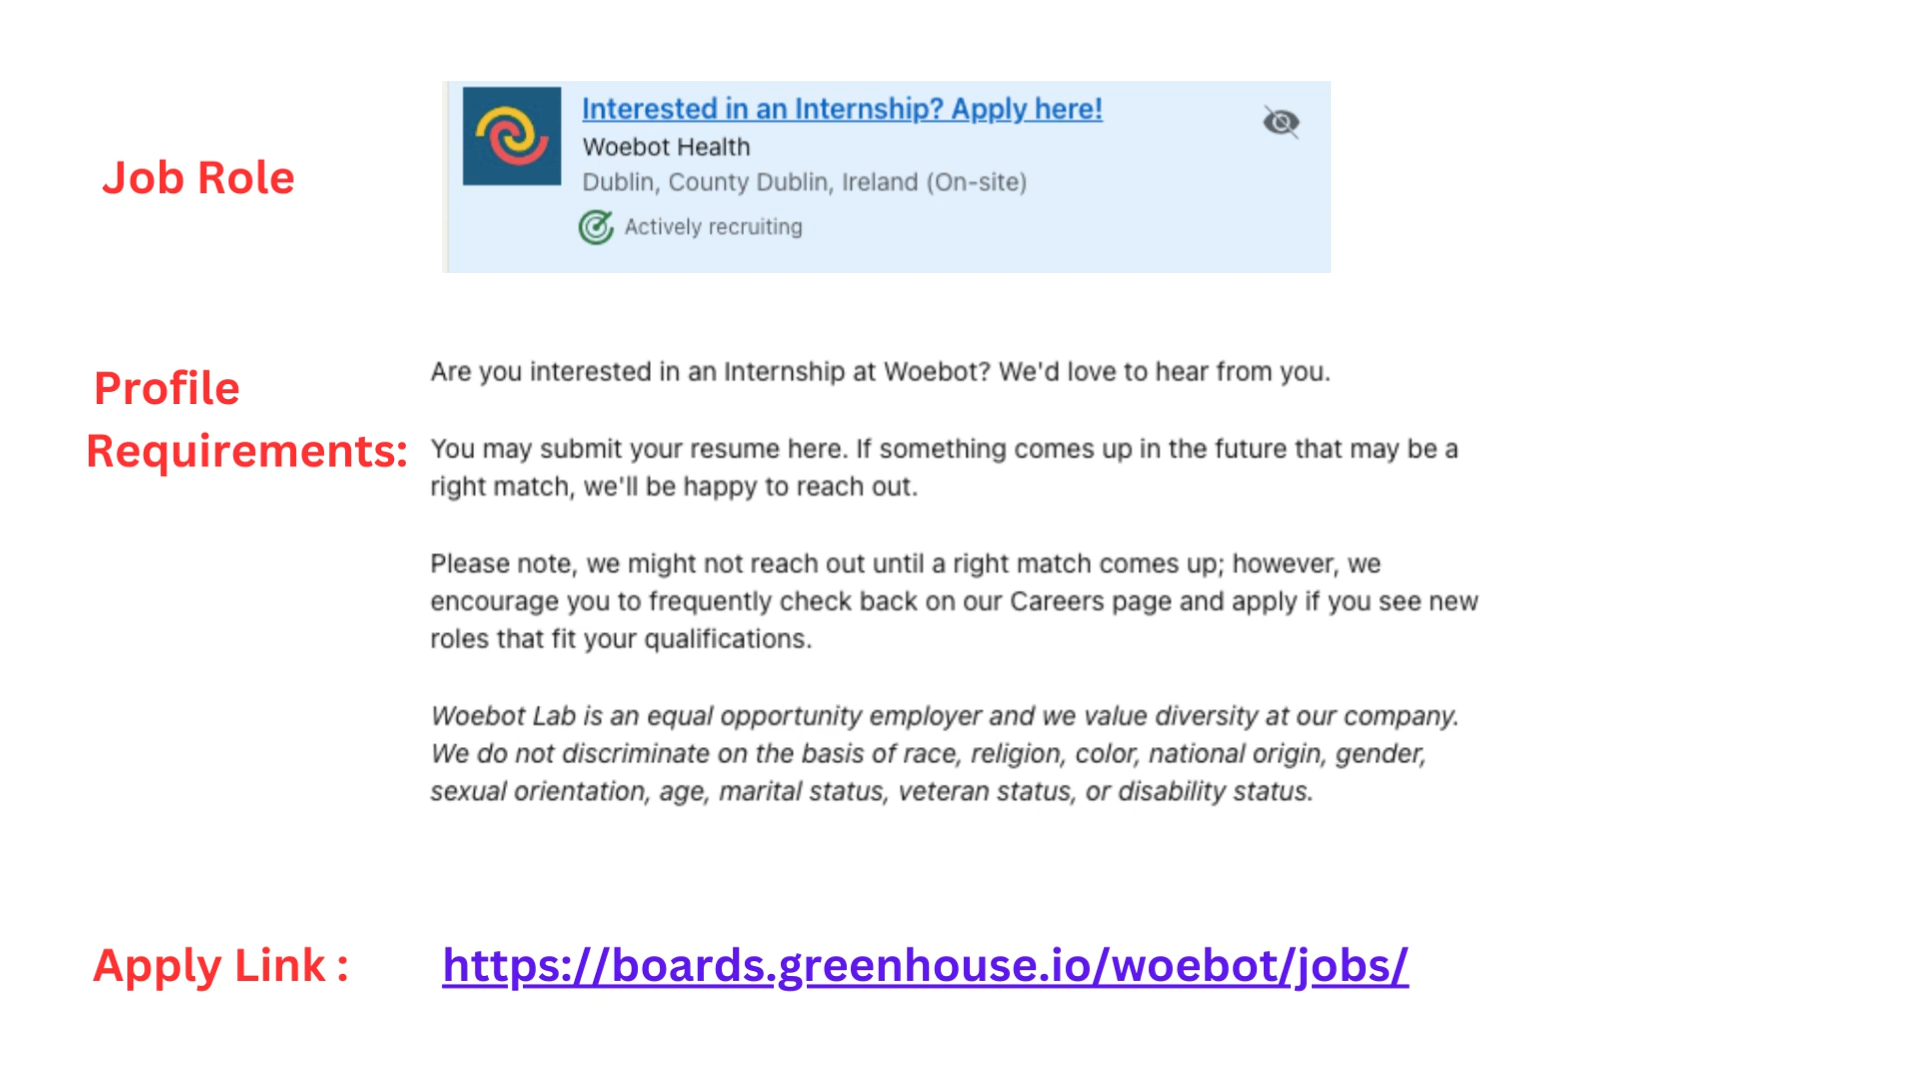 Job Role
Interested in an Internship? Apply here!
Woebot Health
Dublin, County Dublin, Ireland (On-site)
Actively recruiting
Profile
Requirements:
Are you interested in an Internship at Woebot? We'd love to hear from you.
You may submit your resume here. If something comes up in the future that may be a
right match, we'll be happy to reach out.
Please note, we might not reach out until a right match comes up; however, we
encourage you to frequently check back on our Careers page and apply if you see new
roles that fit your qualifications.
Woebot Lab is an equal opportunity employer and we value diversity at our company.
We do not discriminate on the basis of race, religion, color, national origin, gender,
sexual orientation, age, marital status, veteran status, or disability status.
Apply Link :
https://boards.greenhouse.io/woebot/jobs/